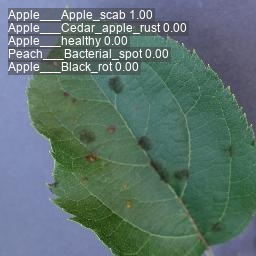 Apple___Apple_scab 1.00
Apple___Cedar_apple_rust 0.00
Apple___healthy 0.00
Peach___Bacterial_spot 0.00
Apple___Black_rot 0.00